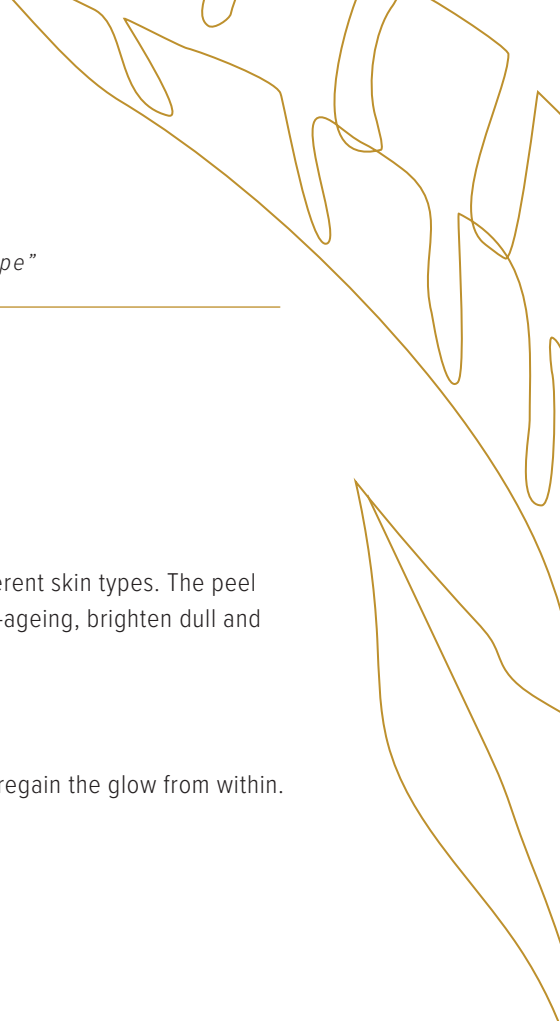 pe”
erent skin types. The peel
-ageing, brighten dull and
regain the glow from within.